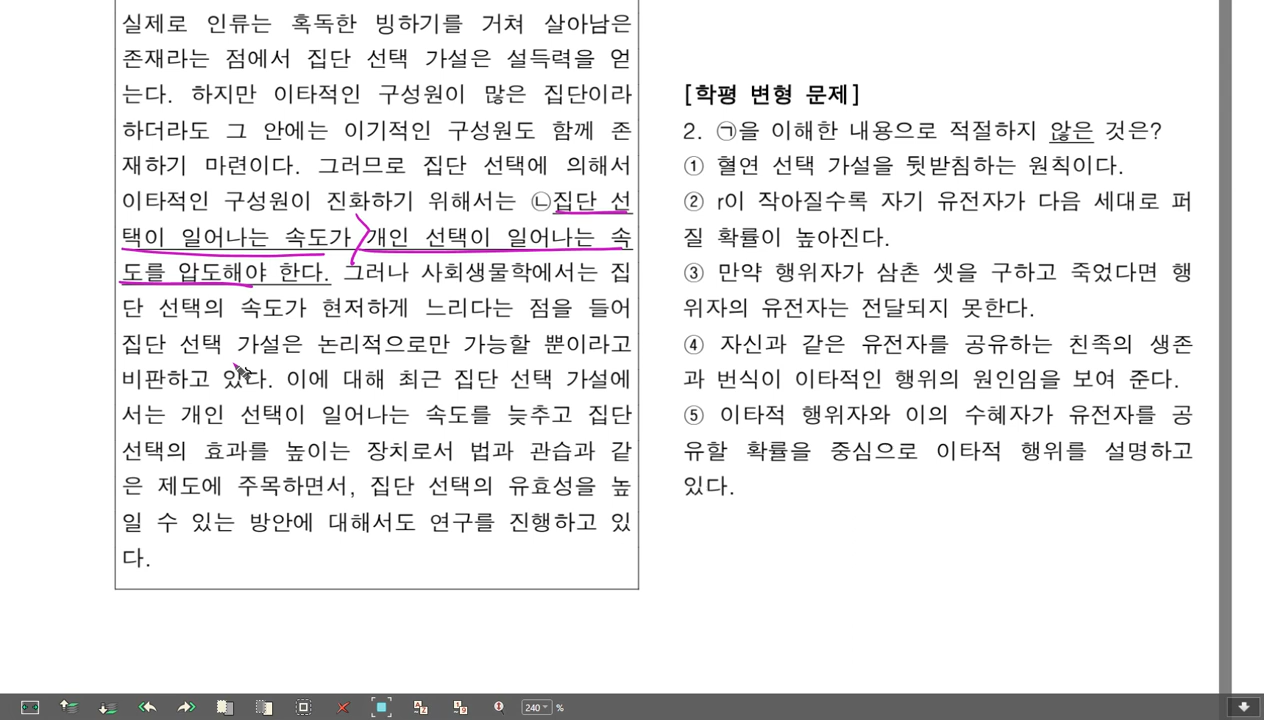 실제로 인류는 혹독한 빙하기를 거쳐 살아남은
존재라는 점에서 집단 선택 가설은 설득력을 얻
는다. 하지만 이타적인 구성원이 많은 집단이라
하더라도 그 안에는 이기적인 구성원도 함께 존
재하기 마련이다. 그러므로 집단 선택에 의해서
이타적인 구성원이 진화하기 위해서는 ㉡집단 선
택이 일어나는 속도가 개인 선택이 일어나는 속
도를 압도해야 한다. 그러나 사회생물학에서는 집
단 선택의 속도가 현저하게 느리다는 점을 들어
집단 선택 가설은 논리적으로만 가능할 뿐이라고
비판하고 있다. 이에 대해 최근 집단 선택 가설에
서는 개인 선택이 일어나는 속도를 늦추고 집단
선택의 효과를 높이는 장치로서 법과 관습과 같
은 제도에 주목하면서, 집단 선택의 유효성을 높
일 수 있는 방안에 대해서도 연구를 진행하고 있
다.
[학평 변형 문제]
2. ㉠을 이해한 내용으로 적절하지 않은 것은?
① 혈연 선택 가설을 뒷받침하는 원칙이다.
② r이 작아질수록 자기 유전자가 다음 세대로 퍼
질 확률이 높아진다.
③ 만약 행위자가 삼촌 셋을 구하고 죽었다면 행
위자의 유전자는 전달되지 못한다.
④ 자신과 같은 유전자를 공유하는 친족의 생존
과 번식이 이타적인 행위의 원인임을 보여 준다.
⑤ 이타적 행위자와 이의 수혜자가 유전자를 공
유할 확률을 중심으로 이타적 행위를 설명하고
있다.
240 %